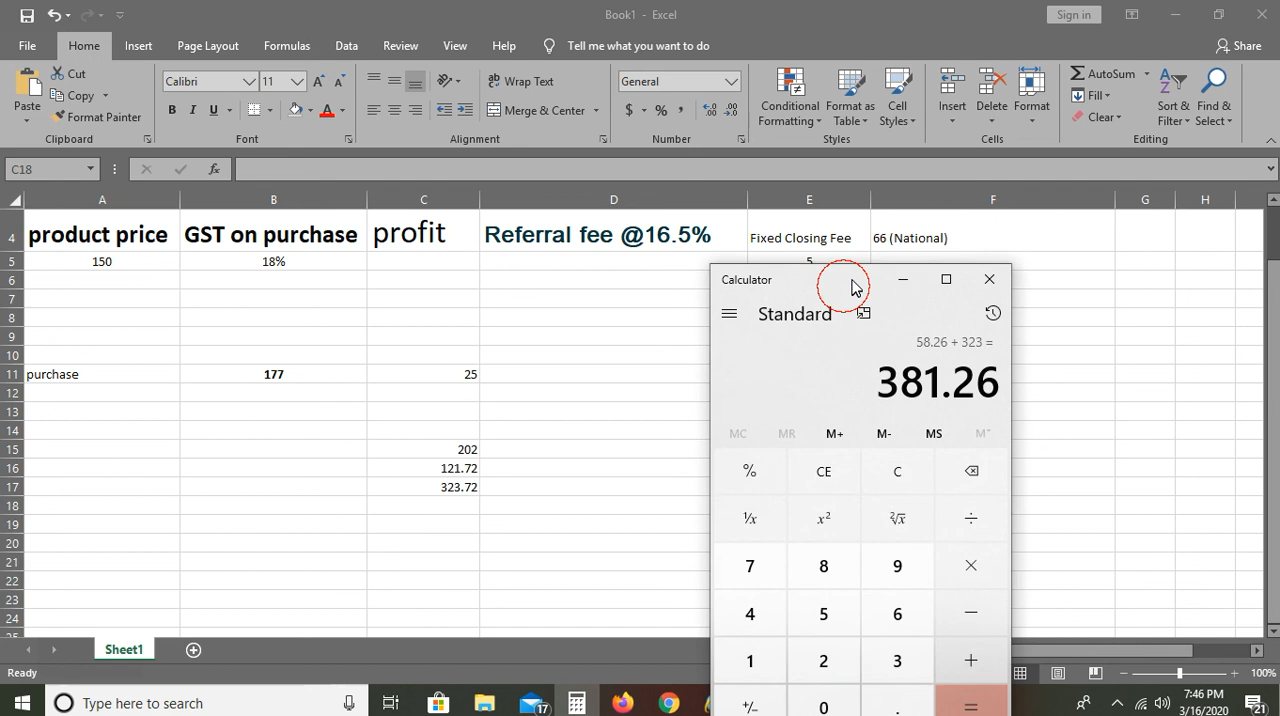 Book1 - Excel
Sign in
File Home Insert Page Layout Formulas Data Review View Help Tell me what you want to do Share
Paste
Cut
Copy
Format Painter
Clipboard
Calibri 11
B I U
Font
Wrap Text
Merge & Center
Alignment
General
$ %
Number
Conditional Formatting
Format as Table
Cell Styles
Styles
Insert Delete Format
Cells
AutoSum
Fill
Clear
Sort & Filter
Find & Select
Editing
C18 fx
A B C D E F G H
4 product price GST on purchase profit Referral fee @16.5% Fixed Closing Fee 66 (National)
5 150 18% 5
6
7
8
9
10
11 purchase 177 25
12
13
14
15 202
16 121.72
17 323.72
18
19
20
21
22
23
24
25
Calculator
Standard
58.26 + 323 =
381.26
MC MR M+ M- MS M
% CE C
¹/x x² ²√x ÷
7 8 9 ×
4 5 6 −
1 2 3 +
+/- 0 . =
Sheet1
Ready
100%
Type here to search
17
7:46 PM
3/16/2020
21